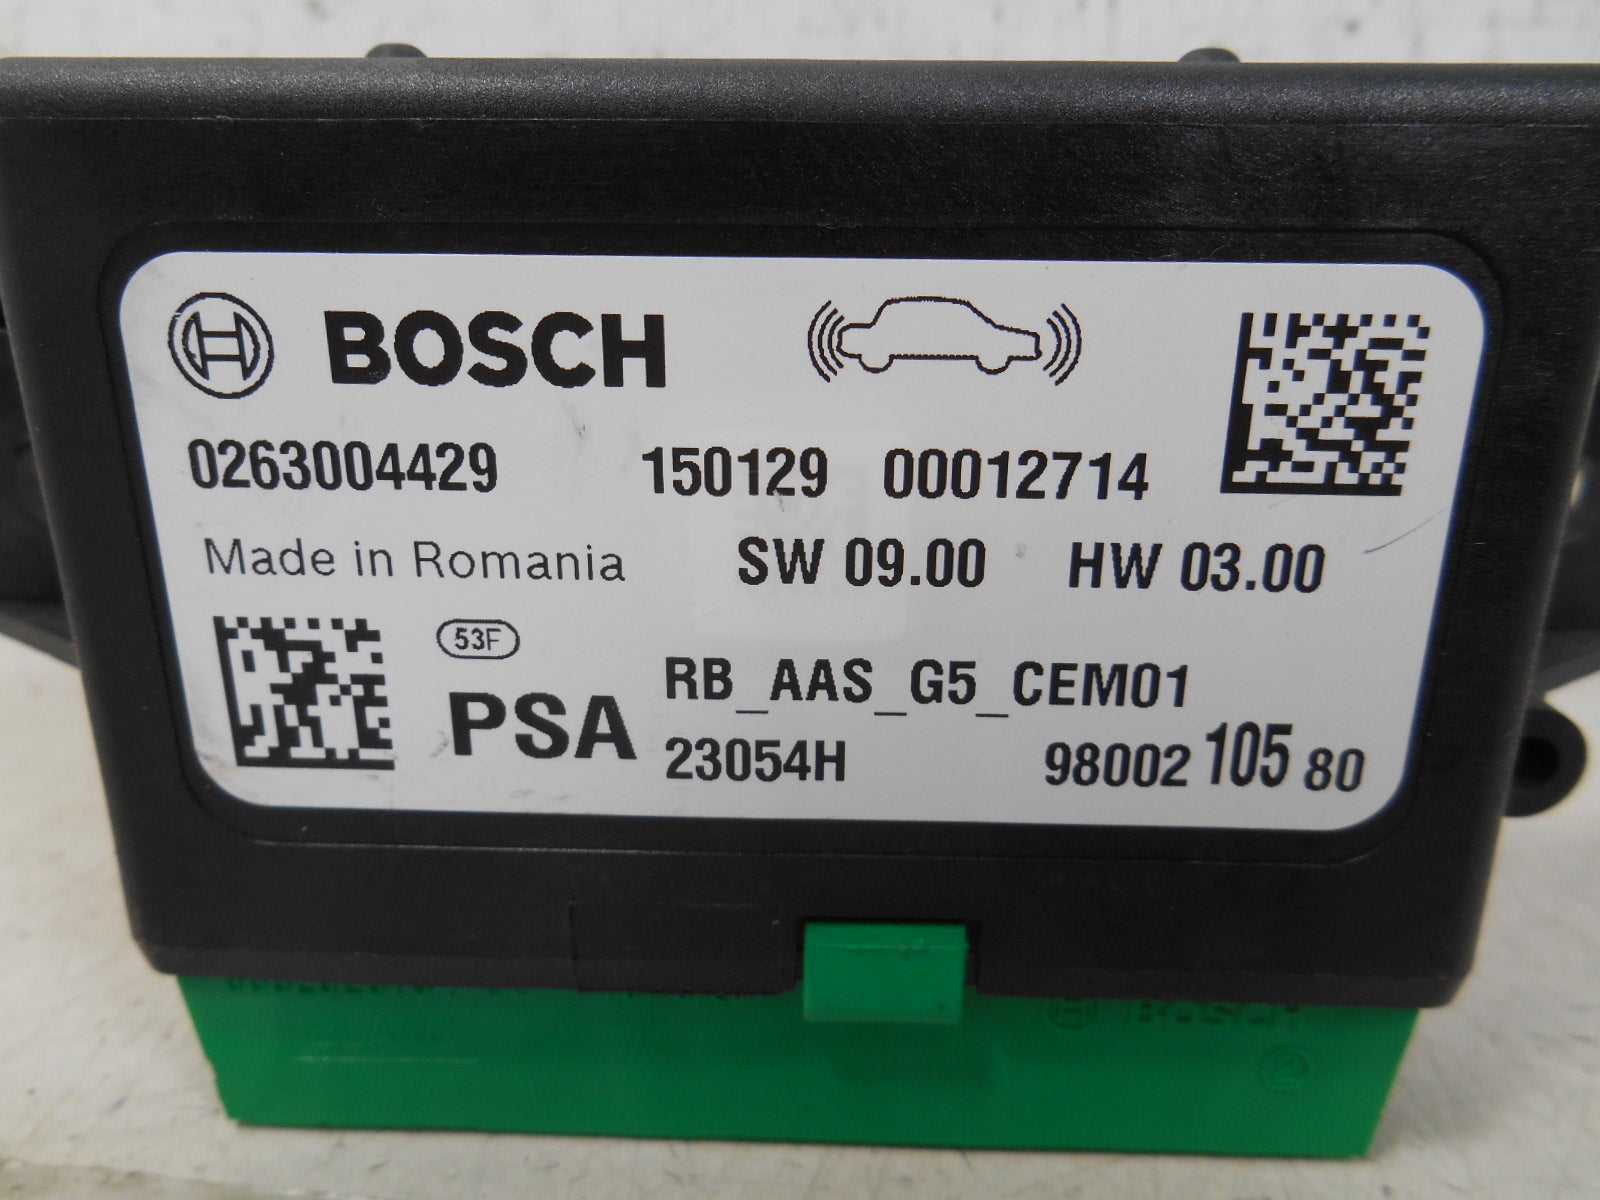 BOSCH
0263004429 150129 00012714
Made in Romania SW 09.00 HW 03.00
53F
PSA RB_AAS_G5_CEM01
23054H 98002 105 80
BOSCH